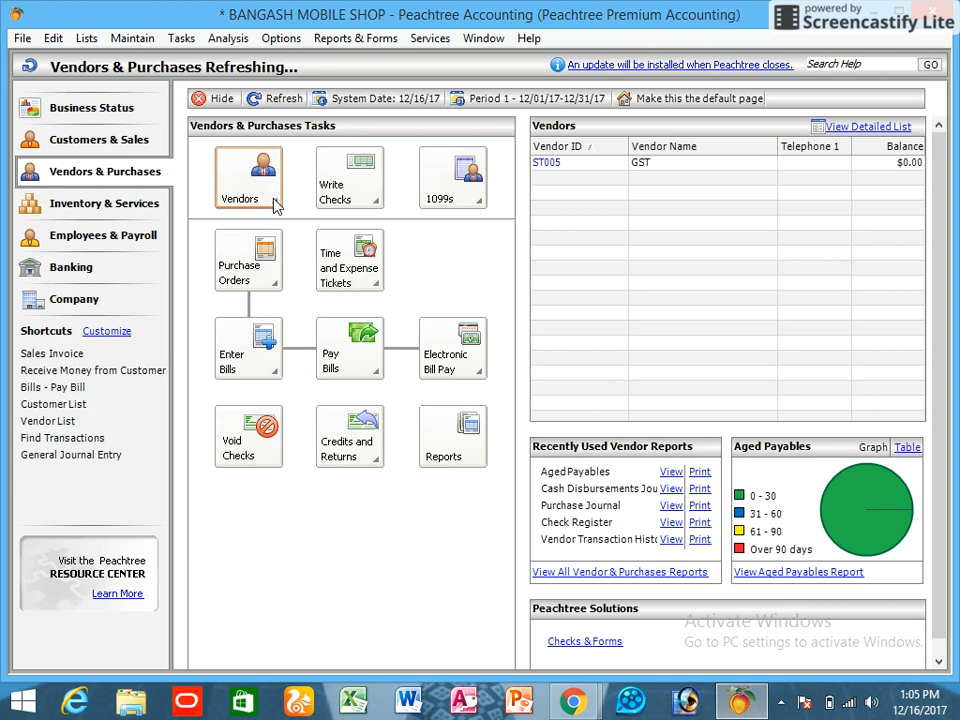 * BANGASH MOBILE SHOP - Peachtree Accounting (Peachtree Premium Accounting)
powered by
Screencastify Lite
File Edit Lists Maintain Tasks Analysis Options Reports & Forms Services Window Help
Vendors & Purchases Refreshing...
An update will be installed when Peachtree closes.
Search Help
GO
Business Status
Customers & Sales
Vendors & Purchases
Inventory & Services
Employees & Payroll
Banking
Company
Shortcuts Customize
Sales Invoice
Receive Money from Customer
Bills - Pay Bill
Customer List
Vendor List
Find Transactions
General Journal Entry
Visit the Peachtree
RESOURCE CENTER
Learn More
Hide Refresh System Date: 12/16/17 Period 1 - 12/01/17-12/31/17 Make this the default page
Vendors & Purchases Tasks
Vendors
Write
Checks
1099s
Purchase
Orders
Time
and Expense
Tickets
Enter
Bills
Pay
Bills
Electronic
Bill Pay
Void
Checks
Credits and
Returns
Reports
Vendors View Detailed List
Vendor ID Vendor Name Telephone 1 Balance
ST005 GST $0.00
Recently Used Vendor Reports
Aged Payables View Print
Cash Disbursements Jou View Print
Purchase Journal View Print
Check Register View Print
Vendor Transaction Histo View Print
View All Vendor & Purchases Reports
Aged Payables Graph Table
0 - 30
31 - 60
61 - 90
Over 90 days
View Aged Payables Report
Peachtree Solutions
Checks & Forms
Activate Windows
Go to PC settings to activate Windows.
1:05 PM
12/16/2017